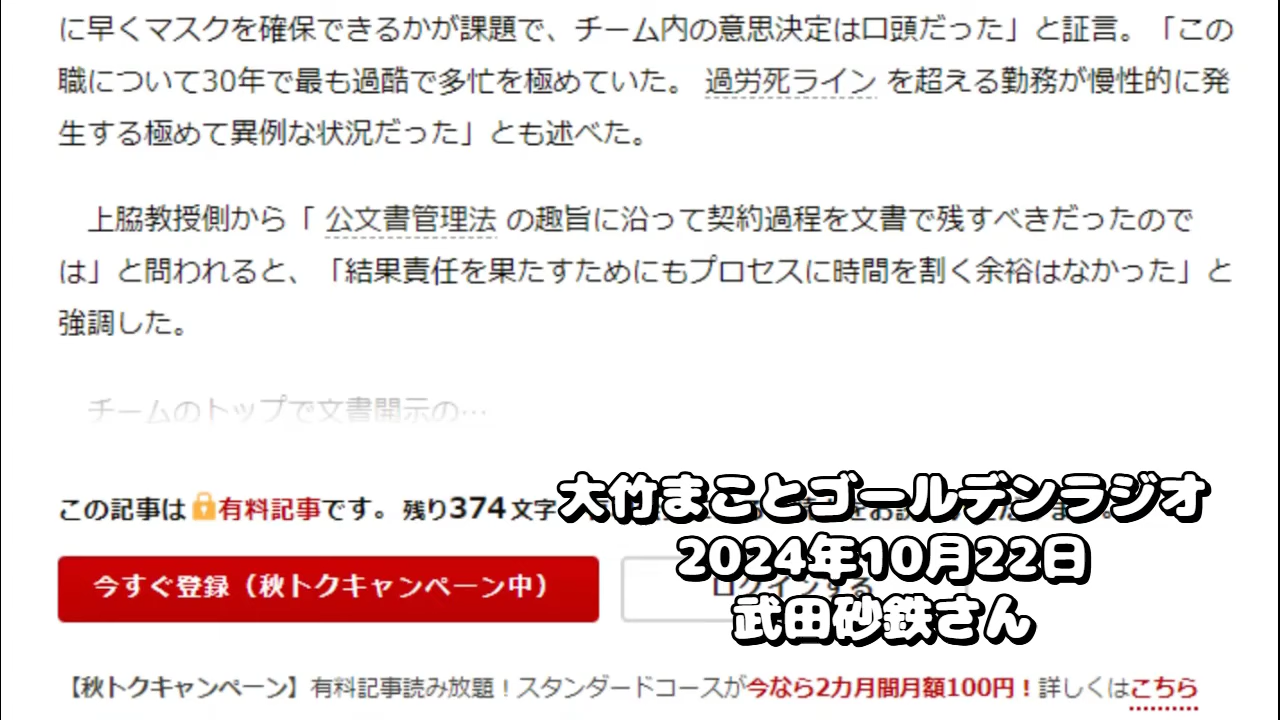 に早くマスクを確保できるかが課題で、チーム内の意思決定は口頭だった」と証言。「この
職について30年で最も過酷で多忙を極めていた。 過労死ライン を超える勤務が慢性的に発
生する極めて異例な状況だった」とも述べた。
上脇教授側から「 公文書管理法 の趣旨に沿って契約過程を文書で残すべきだったので
は」と問われると、「結果責任を果たすためにもプロセスに時間を割く余裕はなかった」と
強調した。
チームのトップで文書開示の…
この記事は有料記事です。残り374文字
大竹まことゴールデンラジオ
2024年10月22日
武田砂鉄さん
今すぐ登録（秋トクキャンペーン中）
ログインする
【秋トクキャンペーン】有料記事読み放題！スタンダードコースが今なら2カ月間月額100円！詳しくはこちら